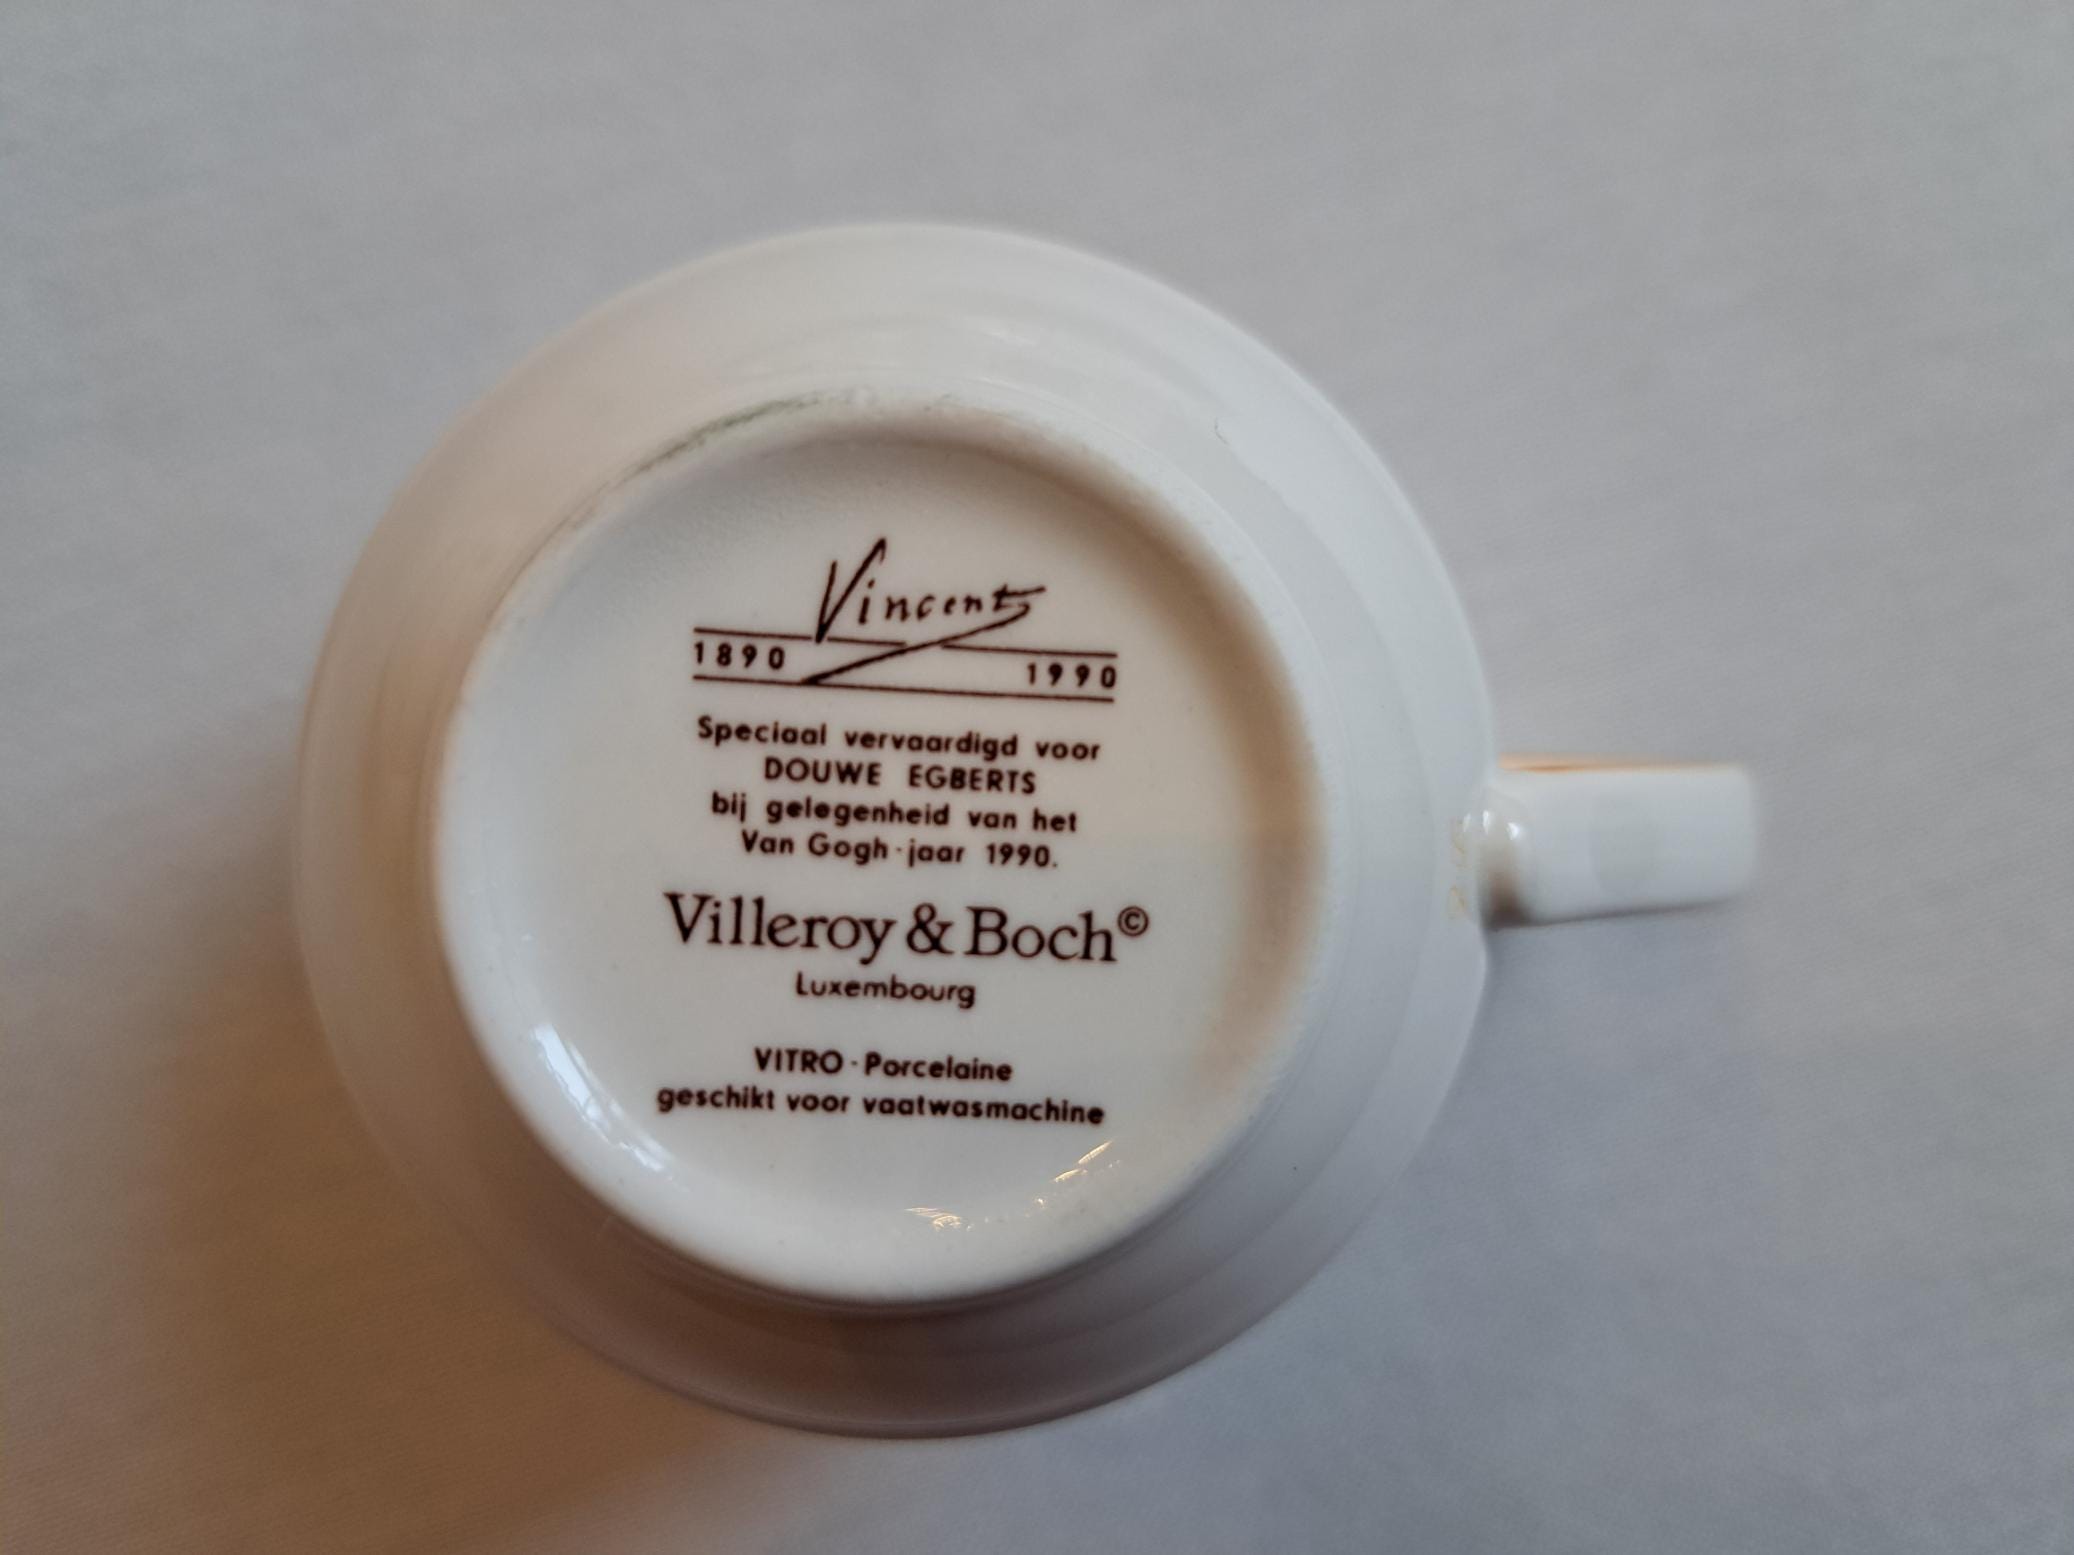 Vincent
1890 1990
Speciaal vervaardigd voor
DOUWE EGBERTS
bij gelegenheid van het
Van Gogh-jaar 1990.
Villeroy & Boch©
Luxembourg
VITRO-Porcelaine
geschikt voor vaatwasmachine